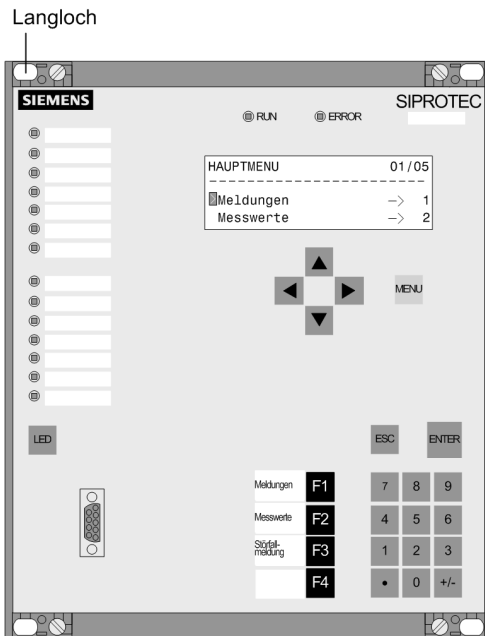 Langloch
SIEMENS
SIPROTEC
RUN
ERROR
HAUPTMENU 01/05
--------------------
Meldungen -> 1
Messwerte -> 2
MENU
LED
ESC
ENTER
Meldungen F1
7 8 9
Messwerte F2
4 5 6
Störfall-
meldung F3
1 2 3
F4
• 0 +/-